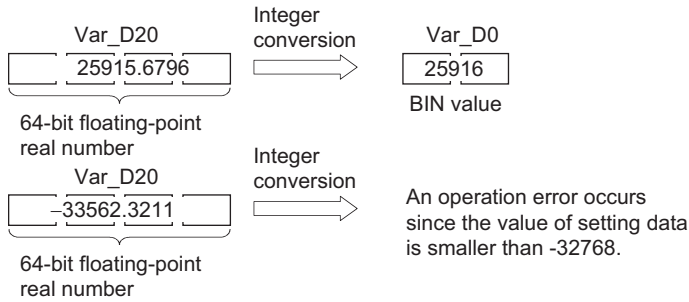 Var_D20
Integer
conversion
Var_D0
25915.6796
25916
BIN value
64-bit floating-point
real number
Var_D20
Integer
conversion
−33562.3211
An operation error occurs
since the value of setting data
is smaller than -32768.
64-bit floating-point
real number